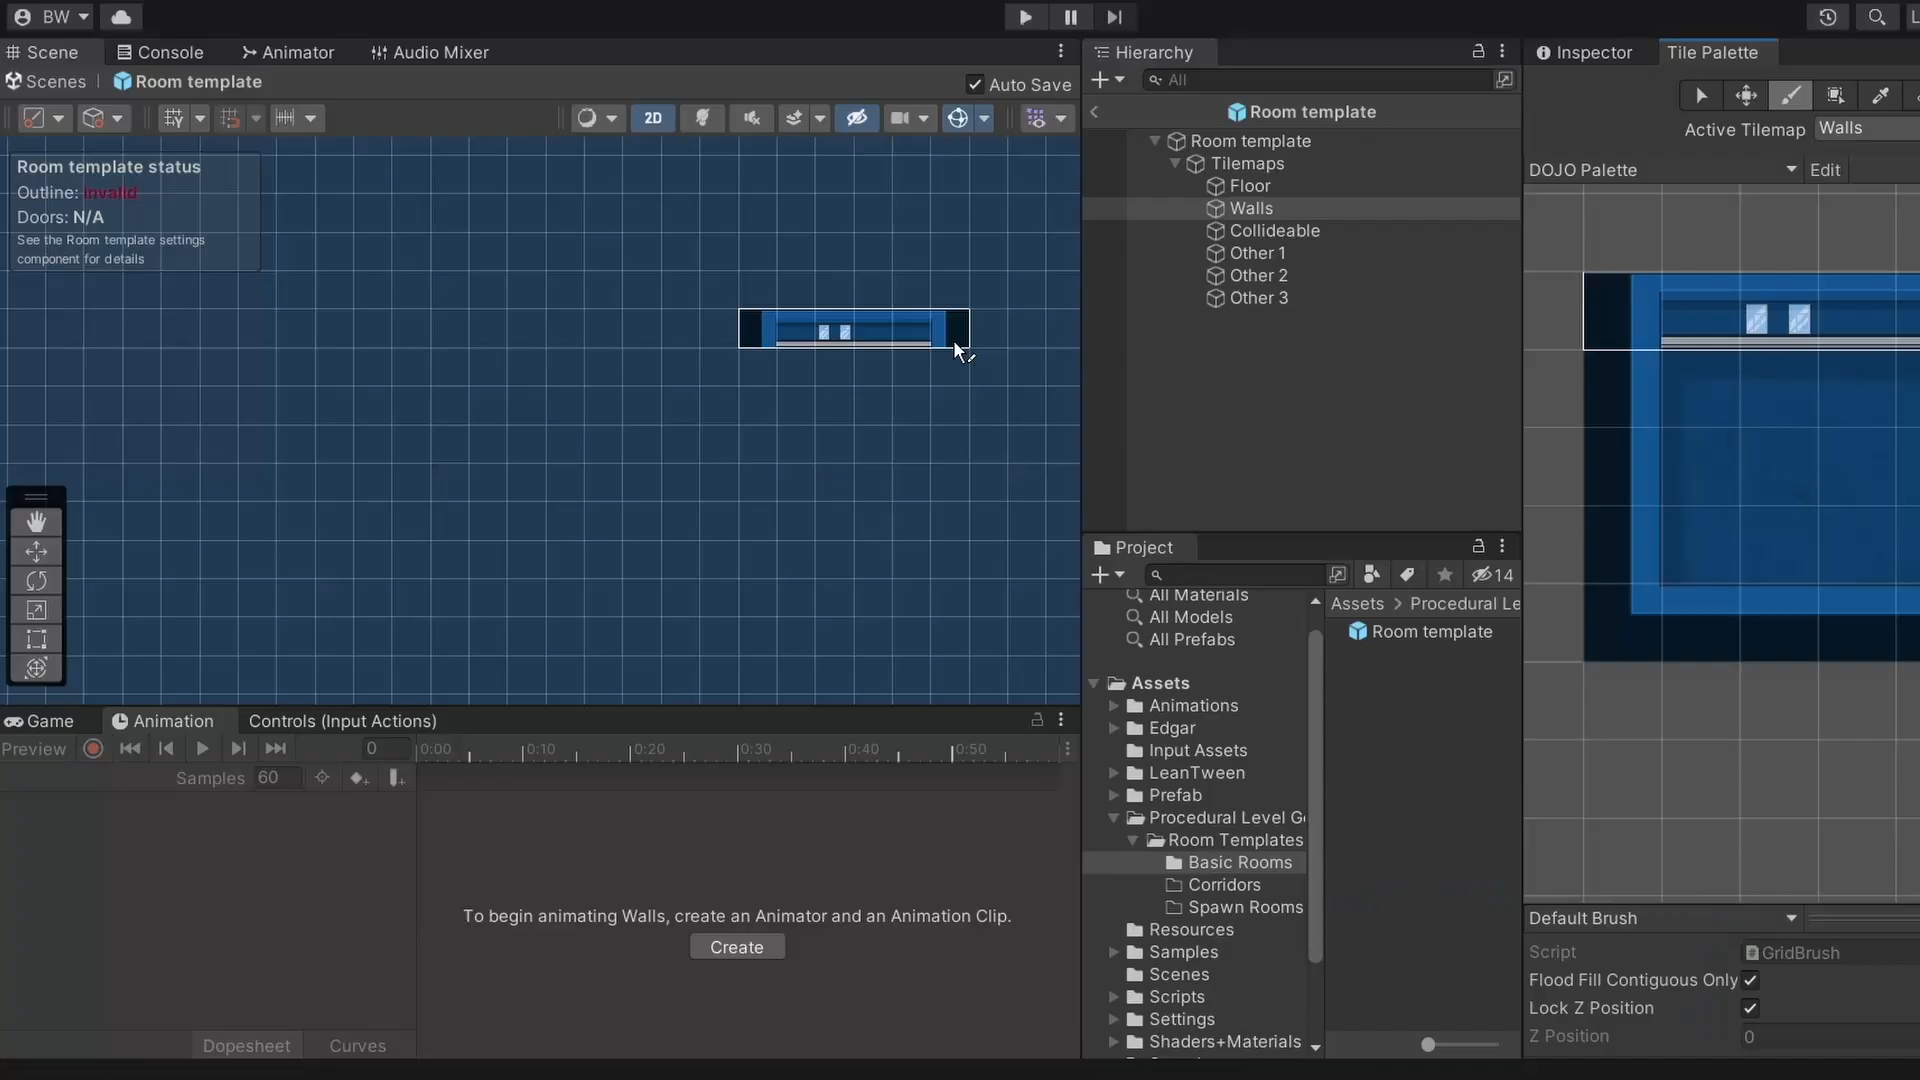 BW
L
Scene
Console
Animator
Audio Mixer
Scenes
Room template
Auto Save
2D
Room template status
Outline: Invalid
Doors: N/A
See the Room template settings
component for details
Hierarchy
All
Room template
Room template
Tilemaps
Floor
Walls
Collideable
Other 1
Other 2
Other 3
Inspector
Tile Palette
Active Tilemap
Walls
DOJO Palette
Edit
Game
Animation
Controls (Input Actions)
Preview
0
0:00
0:10
0:20
0:30
0:40
0:50
Samples
60
To begin animating Walls, create an Animator and an Animation Clip.
Create
Dopesheet
Curves
Project
14
All Materials
All Models
All Prefabs
Assets
Animations
Edgar
Input Assets
LeanTween
Prefab
Procedural Level G
Room Templates
Basic Rooms
Corridors
Spawn Rooms
Resources
Samples
Scenes
Scripts
Settings
Shaders+Materials
Assets > Procedural Le
Room template
Default Brush
Script
GridBrush
Flood Fill Contiguous Only
Lock Z Position
Z Position
0